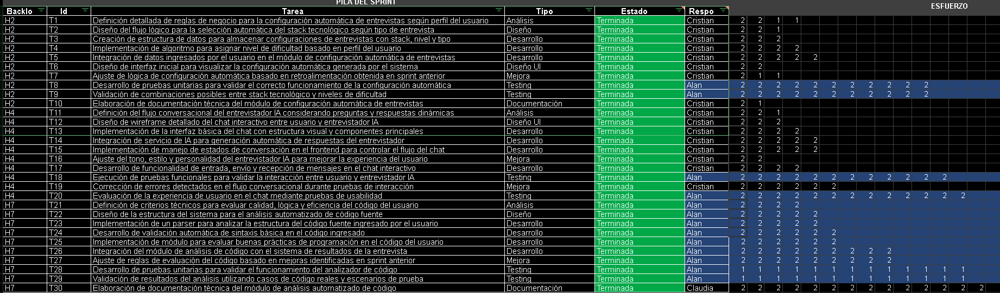 PILA DEL SPRINT
ESFUERZO
Backlo Id Tarea Tipo Estado Respo
H2 T1 Definición detallada de reglas de negocio para la configuración automática de entrevistas según perfil del usuario Análisis Terminada Cristian 2 2 1 1
H2 T2 Diseño del flujo lógico para la selección automática del stack tecnológico según tipo de entrevista Diseño Terminada Cristian 2 2 1
H2 T3 Creación de estructura de datos para almacenar configuraciones de entrevistas con stack, nivel y tipo Desarrollo Terminada Cristian 2 2 2
H2 T4 Implementación de algoritmo para asignar nivel de dificultad basado en perfil del usuario Desarrollo Terminada Cristian 2 2 2 2
H2 T5 Integración de datos ingresados por el usuario en el módulo de configuración automática de entrevistas Desarrollo Terminada Cristian 2 2 2 2 2
H2 T6 Diseño de interfaz inicial para visualizar la configuración automática generada por el sistema Diseño UI Terminada Cristian 2 2
H2 T7 Ajuste de lógica de configuración automática basado en retroalimentación obtenida en sprint anterior Mejora Terminada Cristian 2 1 1
H2 T8 Desarrollo de pruebas unitarias para validar el correcto funcionamiento de la configuración automática Testing Terminada Alan 2 2 2 2 2 2 2 2 2 2 2
H2 T9 Validación de combinaciones posibles entre stack tecnológico y niveles de dificultad Testing Terminada Alan 2 2 2 2 2 2 2 2 2 2 2
H2 T10 Elaboración de documentación técnica del módulo de configuración automática de entrevistas Documentación Terminada Cristian 2 1
H4 T11 Definición del flujo conversacional del entrevistador IA considerando preguntas y respuestas dinámicas Análisis Terminada Cristian 2 2 1
H4 T12 Diseño de wireframe detallado del chat interactivo entre usuario y entrevistador IA Diseño UI Terminada Cristian 2 2 2
H4 T13 Implementación de la interfaz básica del chat con estructura visual y componentes principales Desarrollo Terminada Cristian 2 2 2 2
H4 T14 Integración de servicio de IA para generación automática de respuestas del entrevistador Desarrollo Terminada Cristian 2 2 2 2 2
H4 T15 Implementación de manejo de estados de conversación en el frontend para controlar el flujo del chat Desarrollo Terminada Cristian 2 2 2 2 2
H4 T16 Ajuste del tono, estilo y personalidad del entrevistador IA para mejorar la experiencia del usuario Mejora Terminada Cristian 2 2
H4 T17 Desarrollo de funcionalidad de entrada, envío y recepción de mensajes en el chat interactivo Desarrollo Terminada Cristian 2 2 2 2
H4 T18 Ejecución de pruebas funcionales para validar la interacción entre usuario y entrevistador IA Testing Terminada Alan 2 2 2 2 2 2 2 2 2 2 2 2
H4 T19 Corrección de errores detectados en el flujo conversacional durante pruebas de interacción Mejora Terminada Cristian 2 2 2 2 2 2
H4 T20 Evaluación de la experiencia de usuario en el chat mediante pruebas de usabilidad Testing Terminada Alan 2 2 2 2 2 2 2 2 2 2 2 2 2
H7 T21 Definición de criterios técnicos para evaluar calidad, lógica y eficiencia del código del usuario Análisis Terminada Alan 2 2 2 2
H7 T22 Diseño de la estructura del sistema para el análisis automatizado de código fuente Diseño Terminada Alan 2 2 2 2 2
H7 T23 Implementación de un parser para analizar la estructura del código fuente ingresado por el usuario Desarrollo Terminada Alan 2 2 2 2 2
H7 T24 Desarrollo de validación automática de sintaxis básica en el código ingresado Desarrollo Terminada Alan 2 2 2 2 2 2
H7 T25 Implementación de módulo para evaluar buenas prácticas de programación en el código del usuario Desarrollo Terminada Alan 2 2 2 2 2 2
H7 T26 Integración del módulo de análisis de código con el sistema de resultados de la entrevista Desarrollo Terminada Alan 2 2 2 2 2 2 2 2 2
H7 T27 Ajuste de reglas de evaluación del código basado en mejoras identificadas en sprint anterior Mejora Terminada Alan 2 2 2 2 2 2 2 2 2
H7 T28 Desarrollo de pruebas unitarias para validar el funcionamiento del analizador de código Testing Terminada Alan 1 1 1 1 1 1 1 1 1 1 1 1 1
H7 T29 Validación de resultados del análisis utilizando casos de código reales y escenarios de prueba Testing Terminada Alan 1 1 1 1 1 1 1 1 1 1 1 1 1
H7 T30 Elaboración de documentación técnica del módulo de análisis automatizado de código Documentación Terminada Claudia 2 2 2 2 2 2 2 2 2 2 2 2 2 2